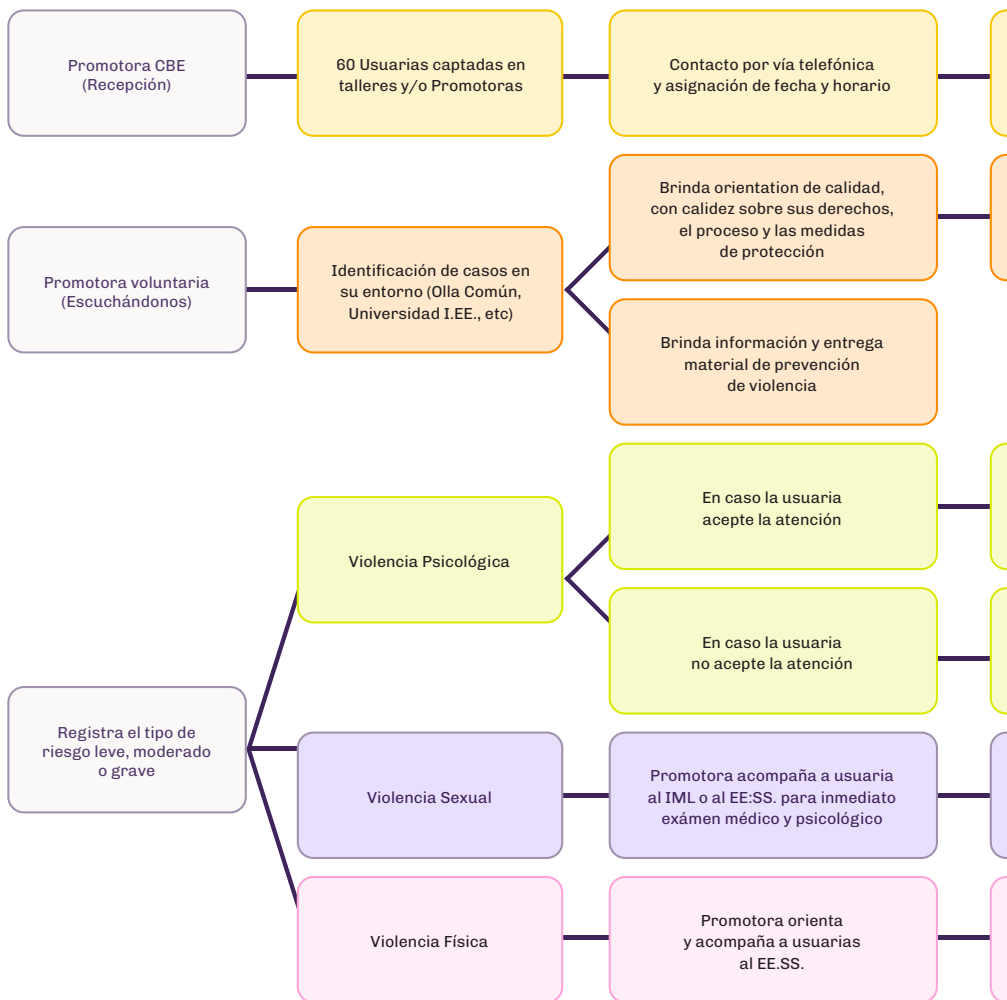 Promotora CBE
(Recepción)
60 Usuarias captadas en
talleres y/o Promotoras
Contacto por vía telefónica
y asignación de fecha y horario
Promotora voluntaria
(Escuchándonos)
Identificación de casos en
su entorno (Olla Común,
Universidad I.EE., etc)
Brinda orientation de calidad,
con calidez sobre sus derechos,
el proceso y las medidas
de protección
Brinda información y entrega
material de prevención
de violencia
Registra el tipo de
riesgo leve, moderado
o grave
Violencia Psicológica
En caso la usuaria
acepte la atención
En caso la usuaria
no acepte la atención
Violencia Sexual
Promotora acompaña a usuaria
al IML o al EE:SS. para inmediato
exámen médico y psicológico
Violencia Física
Promotora orienta
y acompaña a usuarias
al EE.SS.